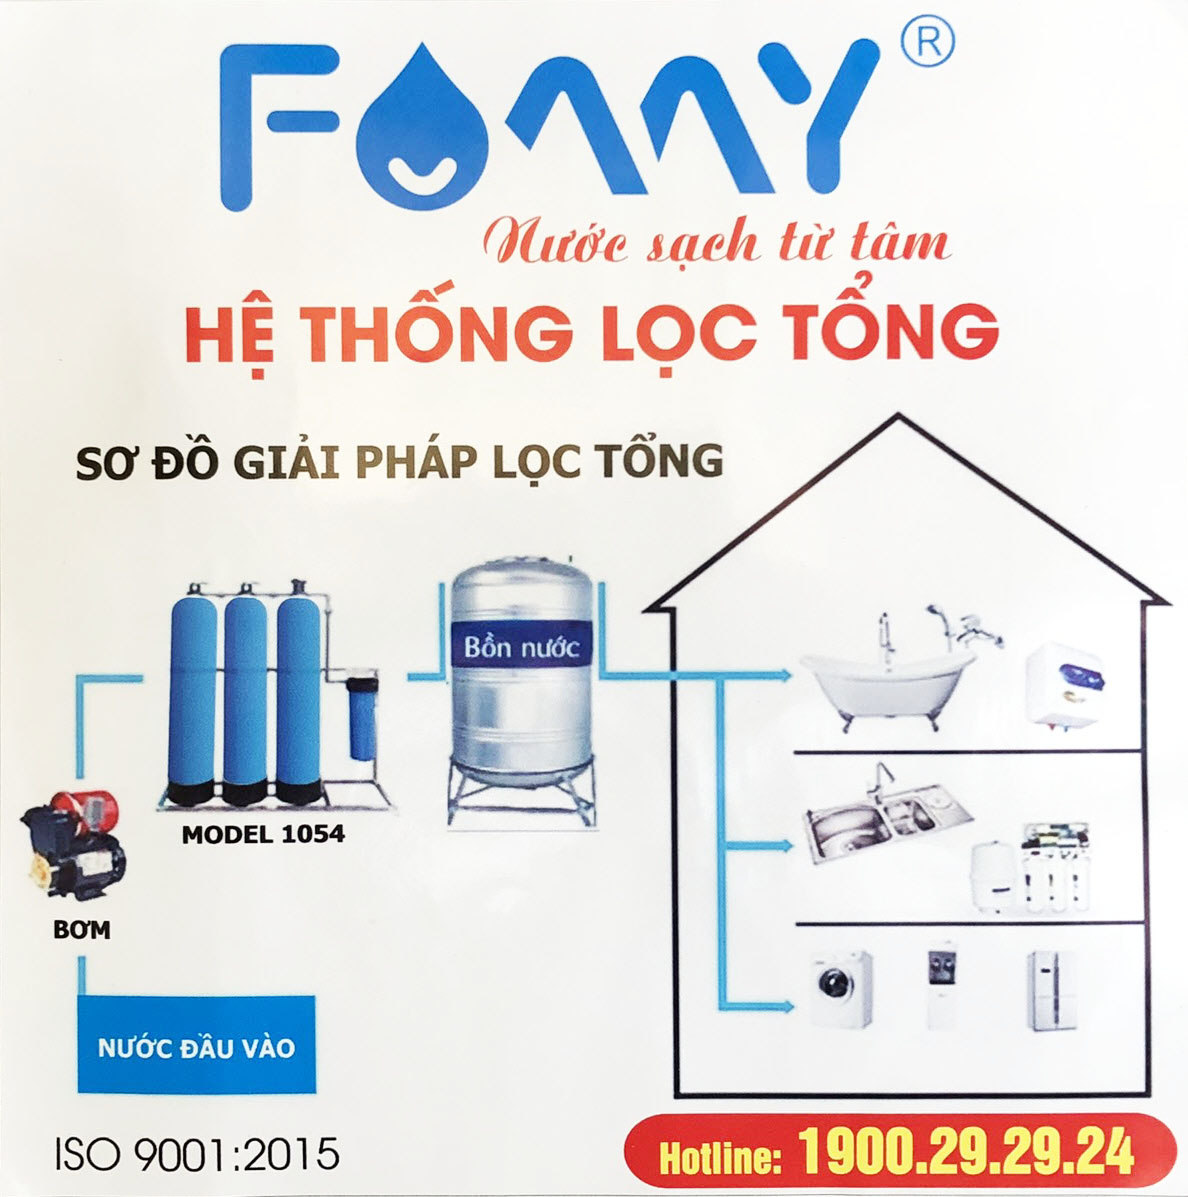 FOMMY®
Nước sạch từ tâm
HỆ THỐNG LỌC TỔNG
SƠ ĐỒ GIẢI PHÁP LỌC TỔNG
Bồn nước
MODEL 1054
BƠM
NƯỚC ĐẦU VÀO
ISO 9001:2015
Hotline: 1900.29.29.24